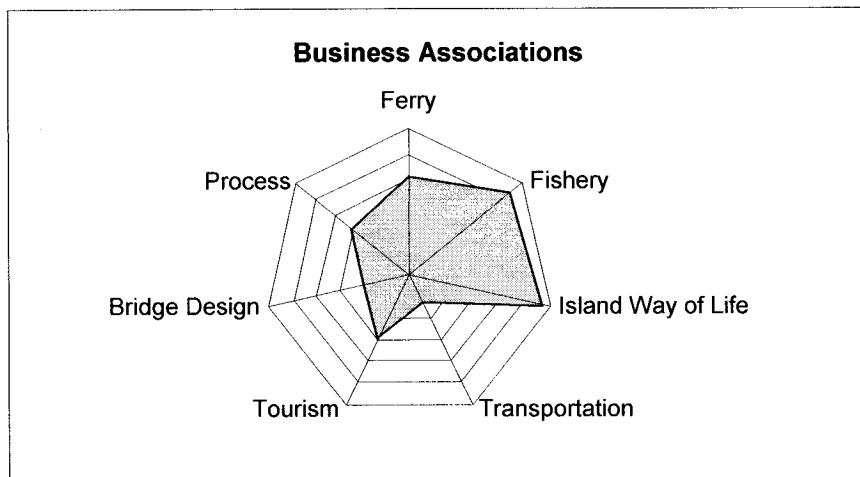 Business Associations
Ferry
Process
Fishery
Bridge Design
Island Way of Life
Tourism
Transportation